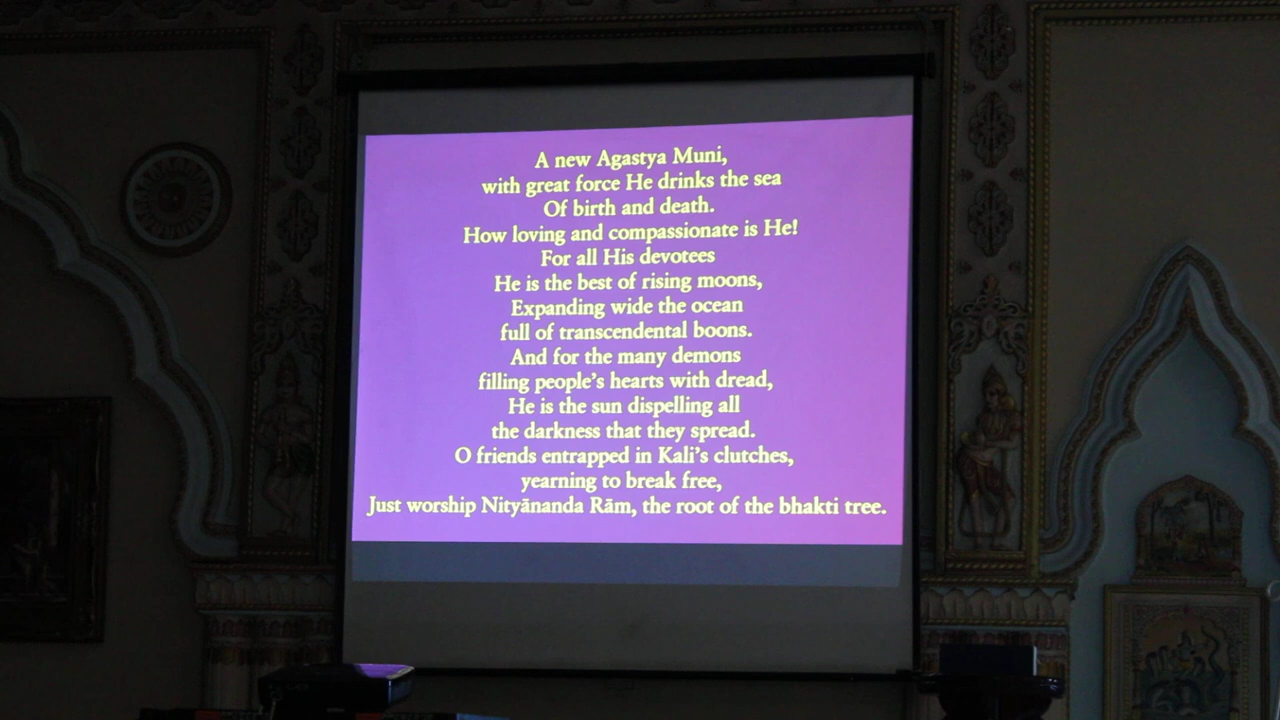 A new Agastya Muni,
with great force He drinks the sea
Of birth and death.
How loving and compassionate is He!
For all His devotees
He is the best of rising moons,
Expanding wide the ocean
full of transcendental boons.
And for the many demons
filling people's hearts with dread,
He is the sun dispelling all
the darkness that they spread.
O friends entrapped in Kali's clutches,
yearning to break free,
Just worship Nityānanda Rām, the root of the bhakti tree.